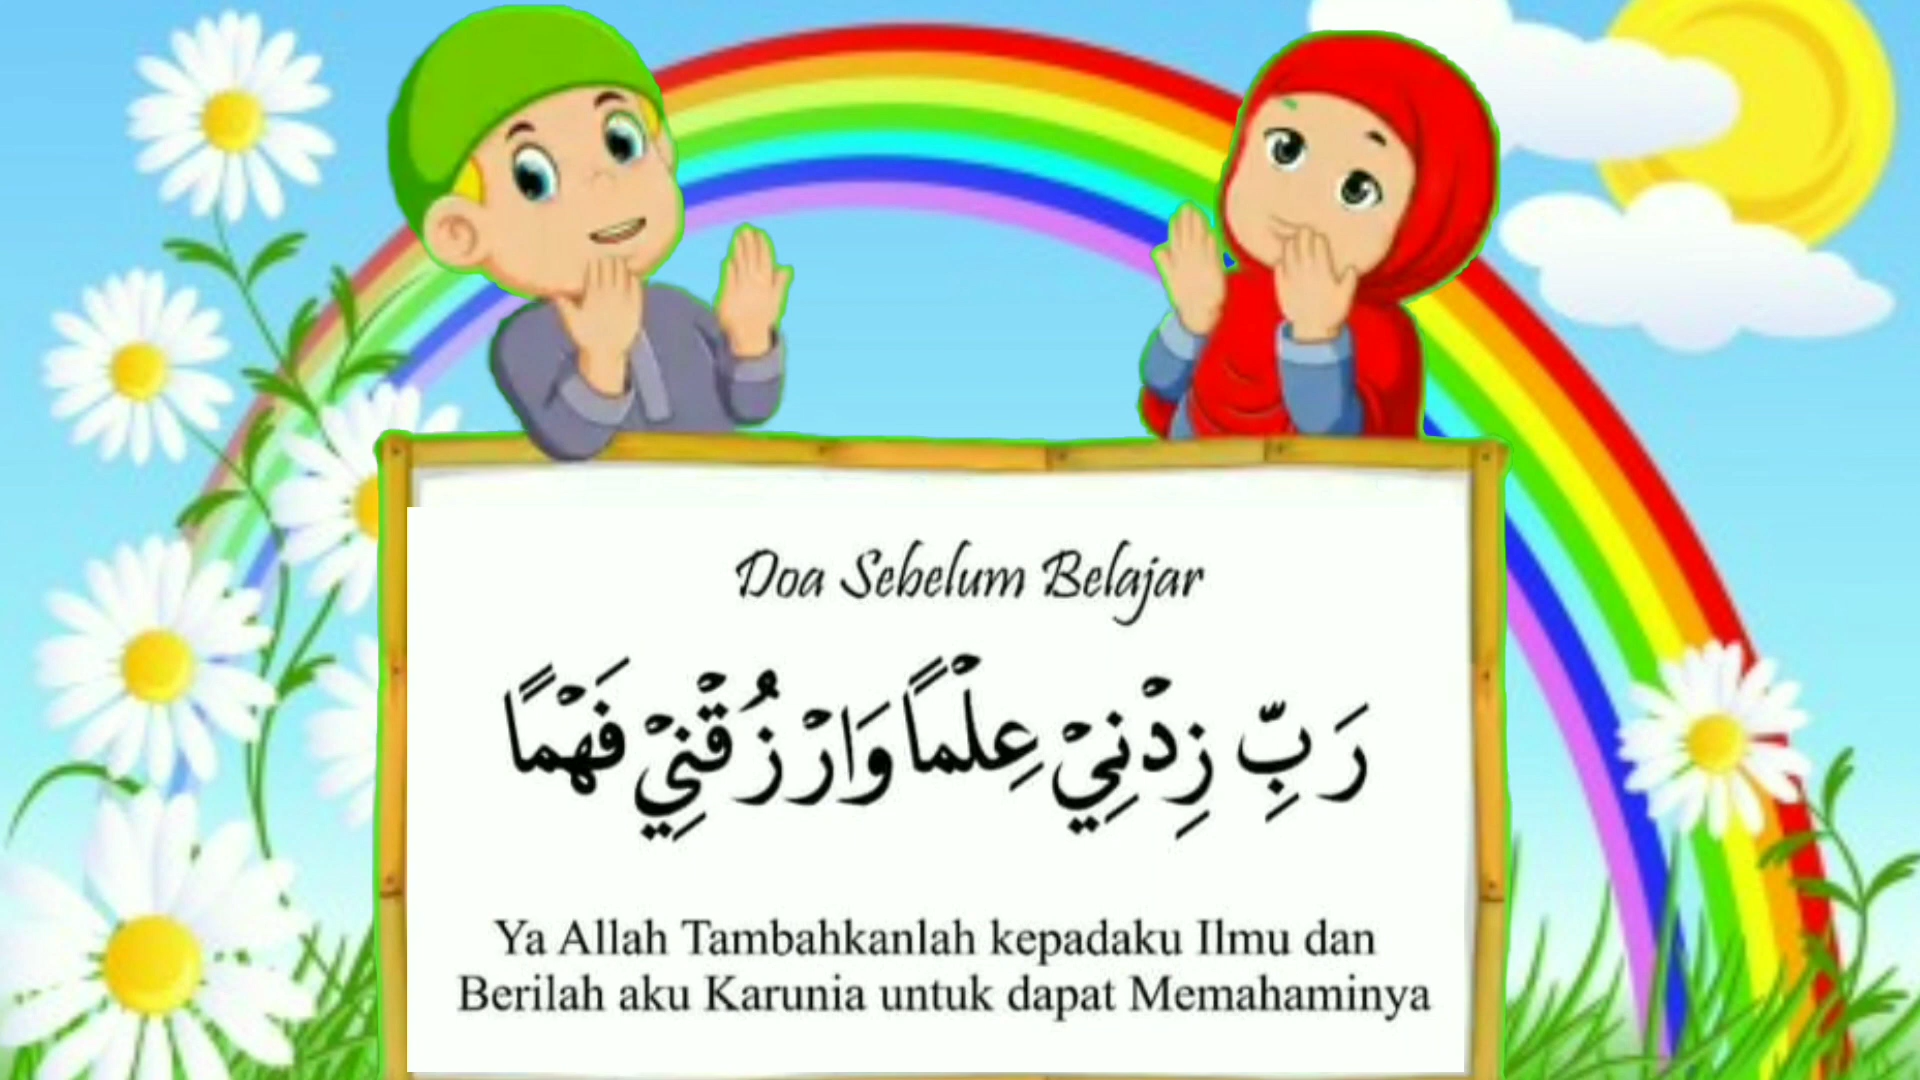 Doa Sebelum Belajar
رَبِّ زِدْنِيْ عِلْمًا وَارْزُقْنِيْ فَهْمًا
Ya Allah Tambahkanlah kepadaku Ilmu dan
Berilah aku Karunia untuk dapat Memahaminya